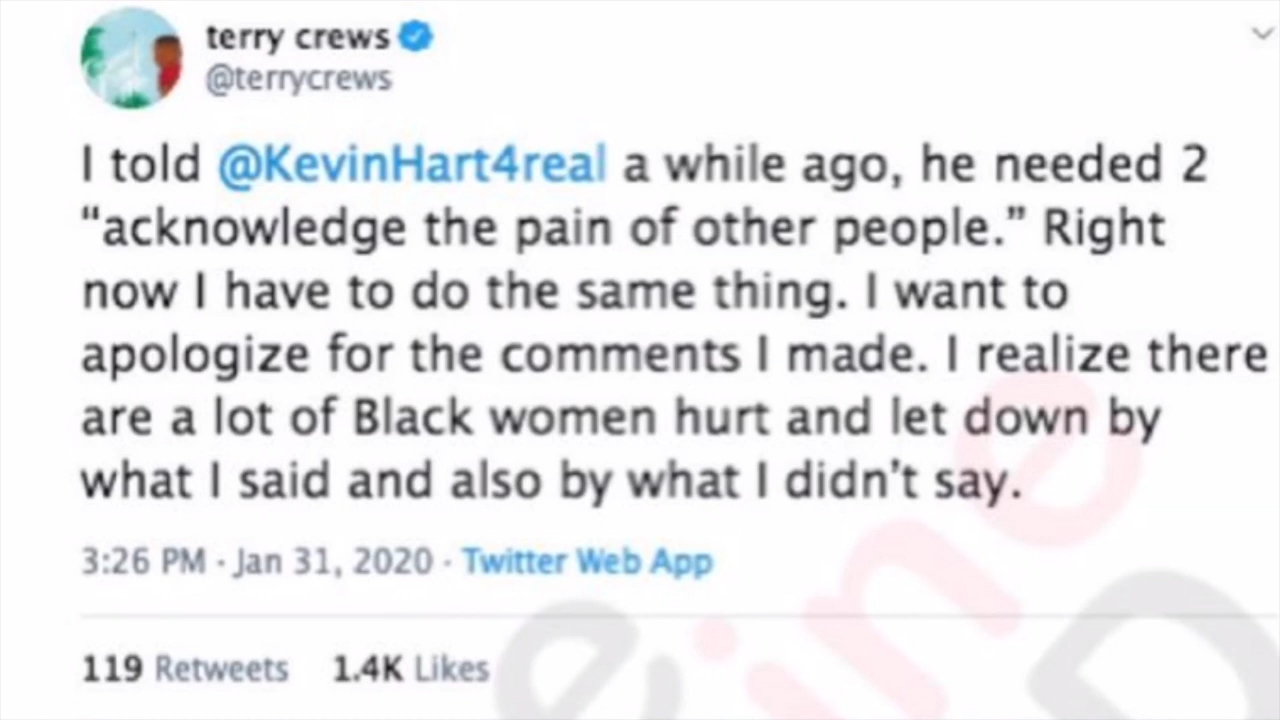 terry crews
@terrycrews
I told @KevinHart4real a while ago, he needed 2
“acknowledge the pain of other people.” Right
now I have to do the same thing. I want to
apologize for the comments I made. I realize there
are a lot of Black women hurt and let down by
what I said and also by what I didn't say.
3:26 PM · Jan 31, 2020 · Twitter Web App
119 Retweets 1.4K Likes